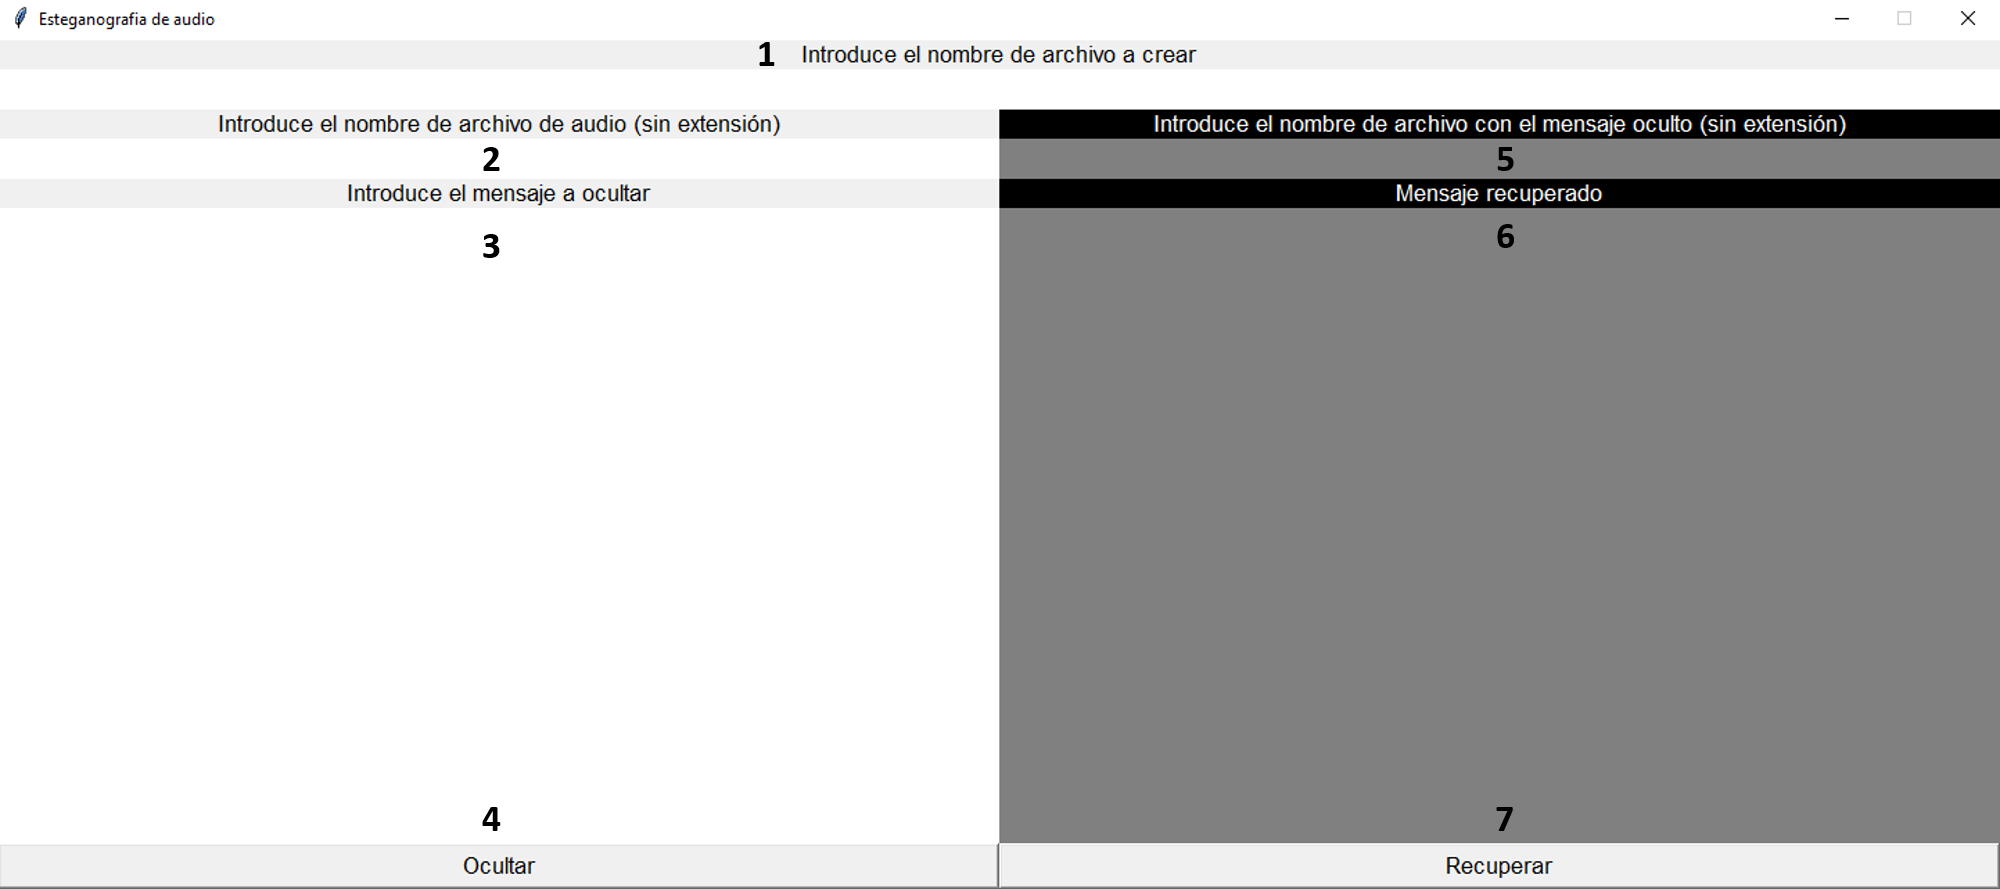 Esteganografia de audio
1 Introduce el nombre de archivo a crear
Introduce el nombre de archivo de audio (sin extensión)
2
Introduce el mensaje a ocultar
3
4
Ocultar
Introduce el nombre de archivo con el mensaje oculto (sin extensión)
5
Mensaje recuperado
6
7
Recuperar